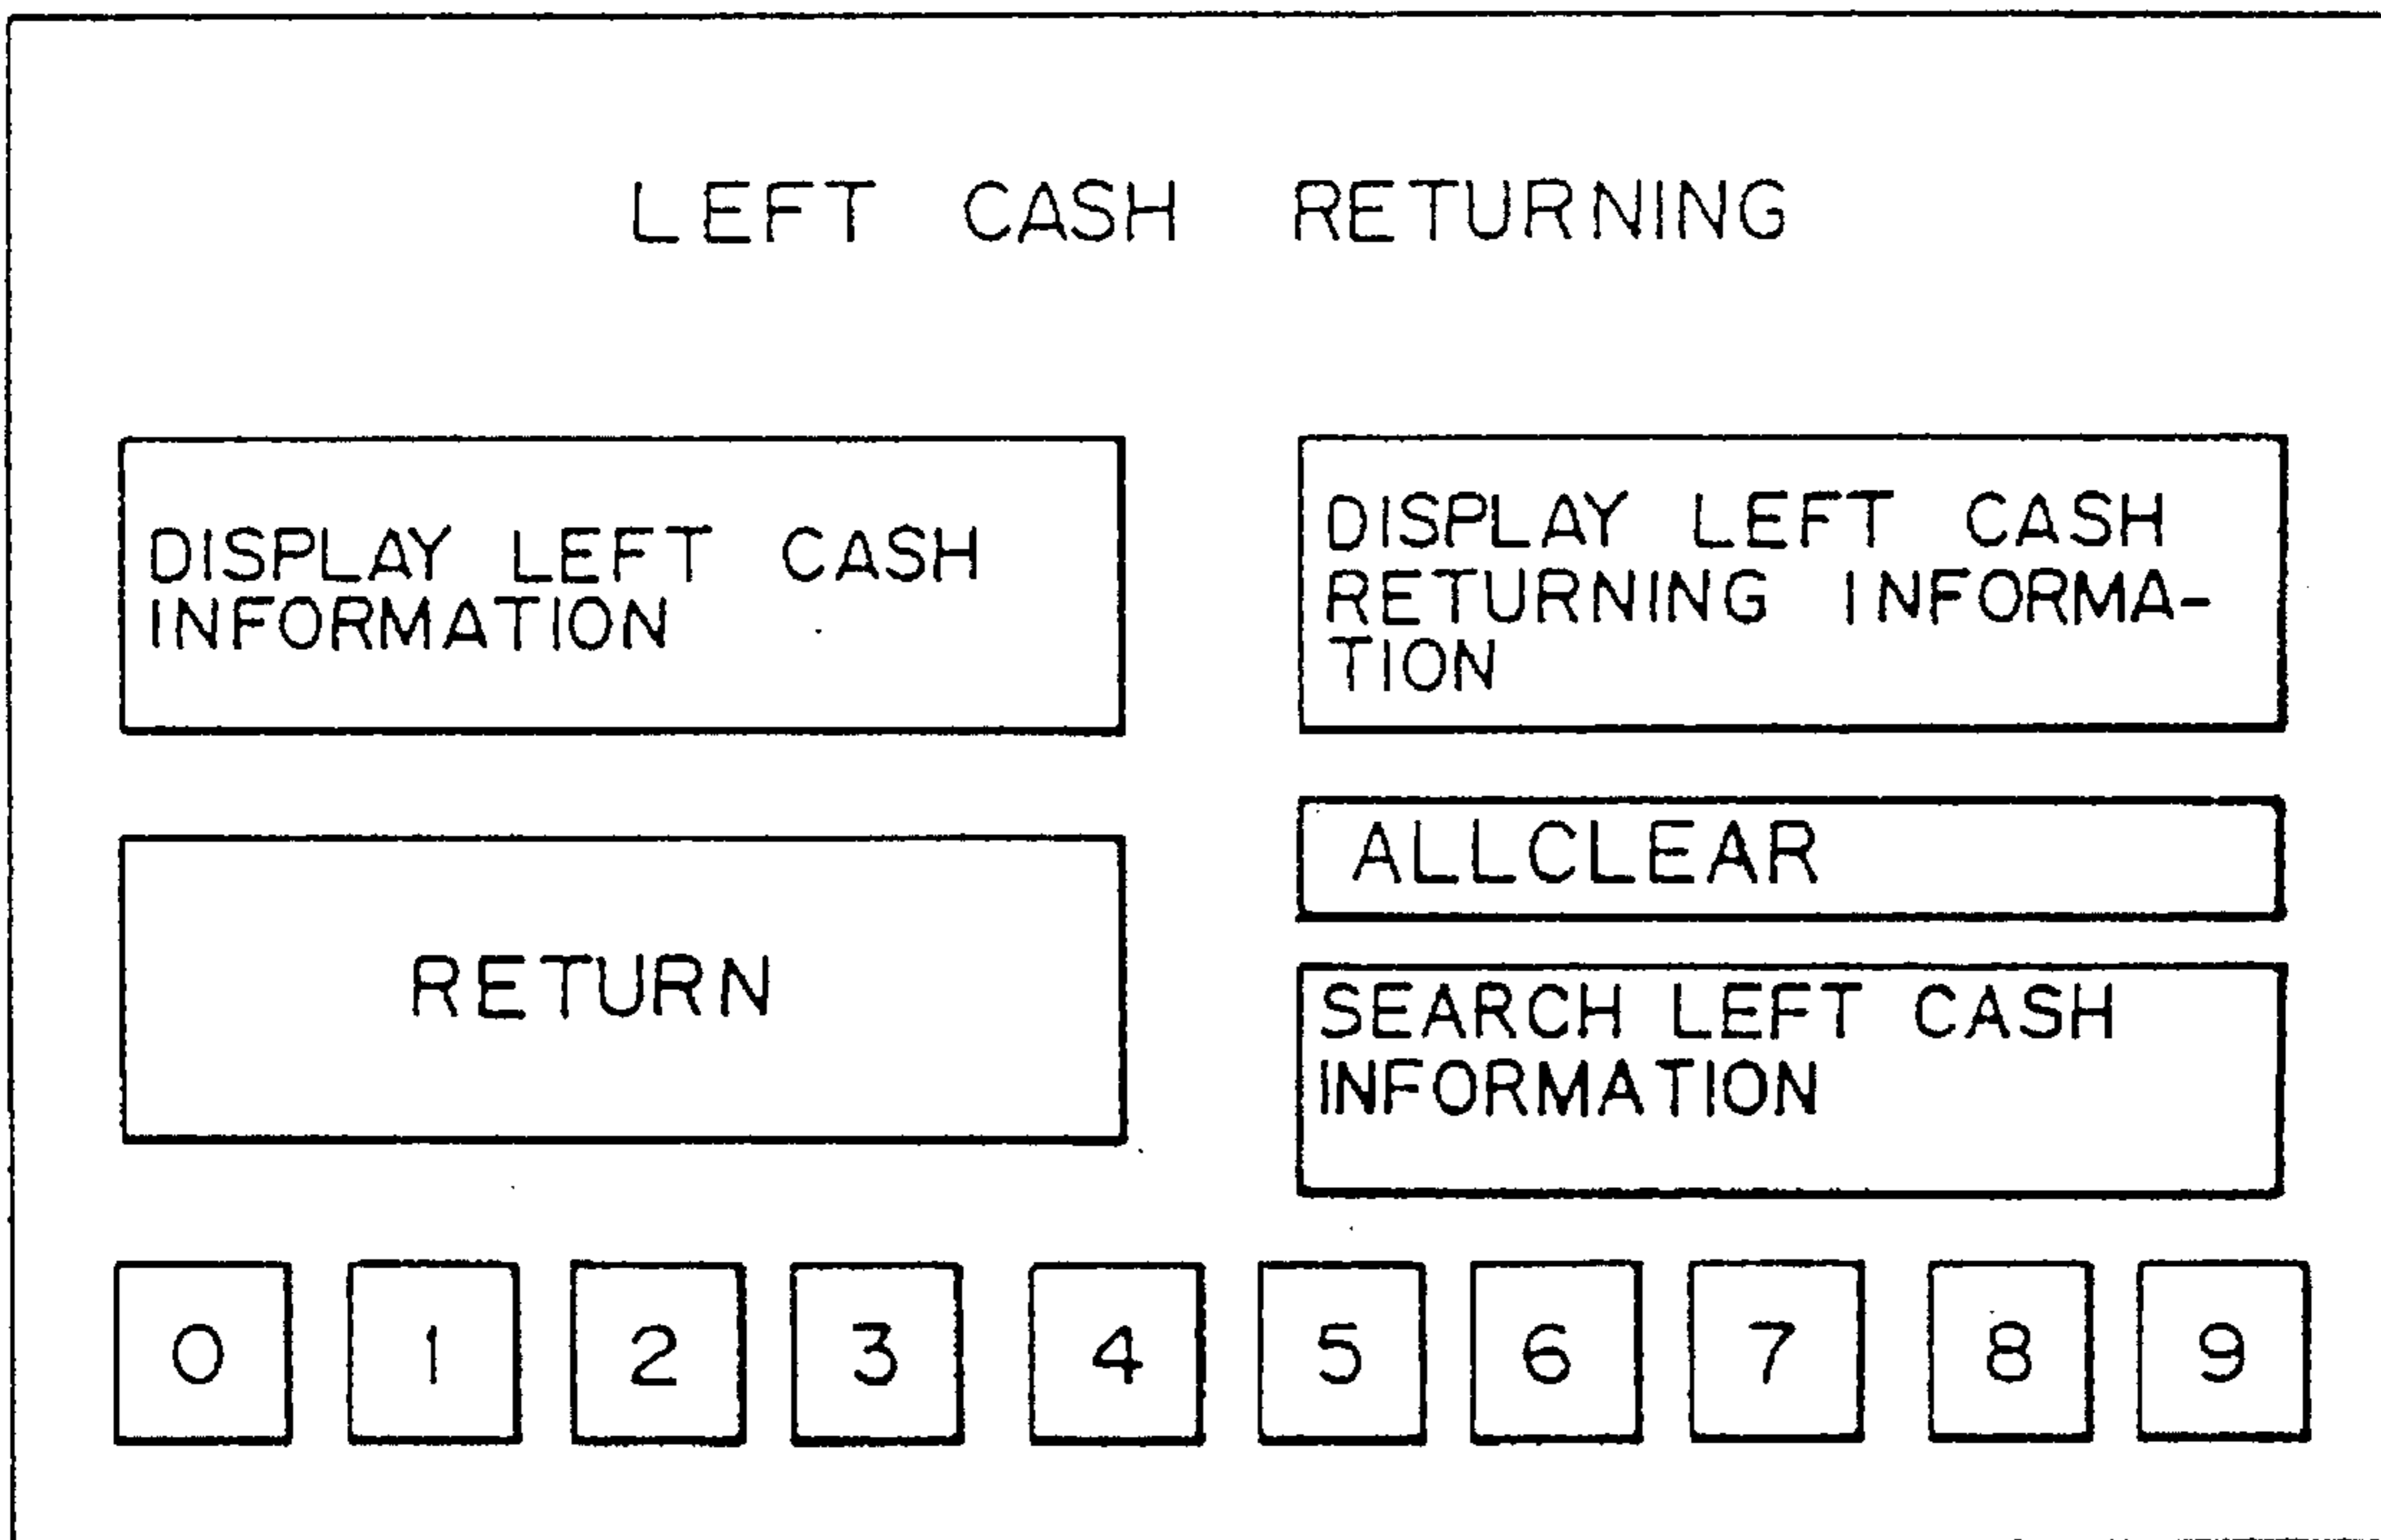 LEFT CASH RETURNING
DISPLAY LEFT CASH
INFORMATION
DISPLAY LEFT CASH
RETURNING INFORMA-
TION
RETURN
ALLCLEAR
SEARCH LEFT CASH
INFORMATION
0 1 2 3 4 5 6 7 8 9